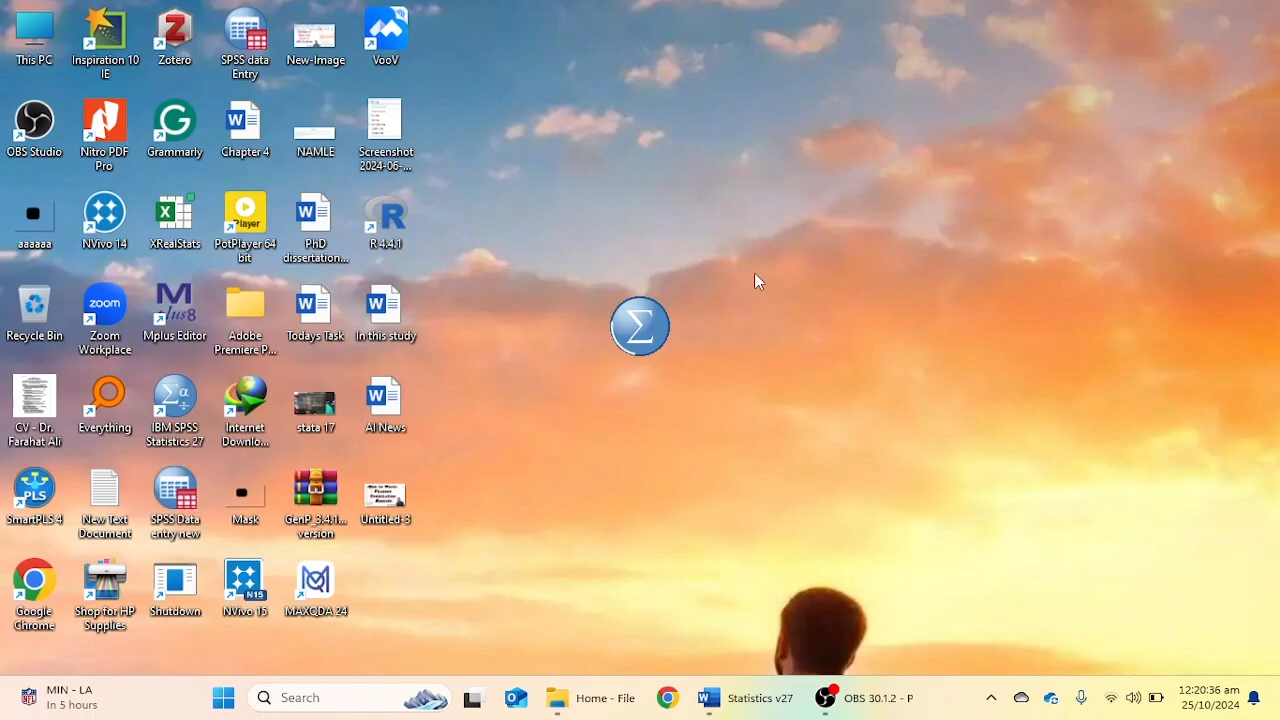 This PC
Inspiration 10
IE
Zotero
SPSS data
Entry
New-Image
VooV
OBS Studio
Nitro PDF
Pro
Grammarly
Chapter 4
NAMLE
Screenshot
2024-06-...
aaaaaa
NVivo 14
XRealStats
PotPlayer 64
bit
PhD
dissertation...
R 4.4.1
Recycle Bin
zoom
Zoom
Workplace
Mplus Editor
Adobe
Premiere P...
Todays Task
In this study
CV - Dr.
Farahat Ali
Everything
IBM SPSS
Statistics 27
Internet
Downlo...
stata 17
AI News
PLS
SmartPLS 4
New Text
Document
SPSS Data
entry new
Mask
GenP_3.4.1...
version
Untitled-3
Google
Chrome
Shop for HP
Supplies
Shutdown
N15
NVivo 15
MAXQDA 24
MIN - LA
In 5 hours
Search
Home - File
Statistics v27
OBS 30.1.2 - P
12:20:36 am
25/10/2024